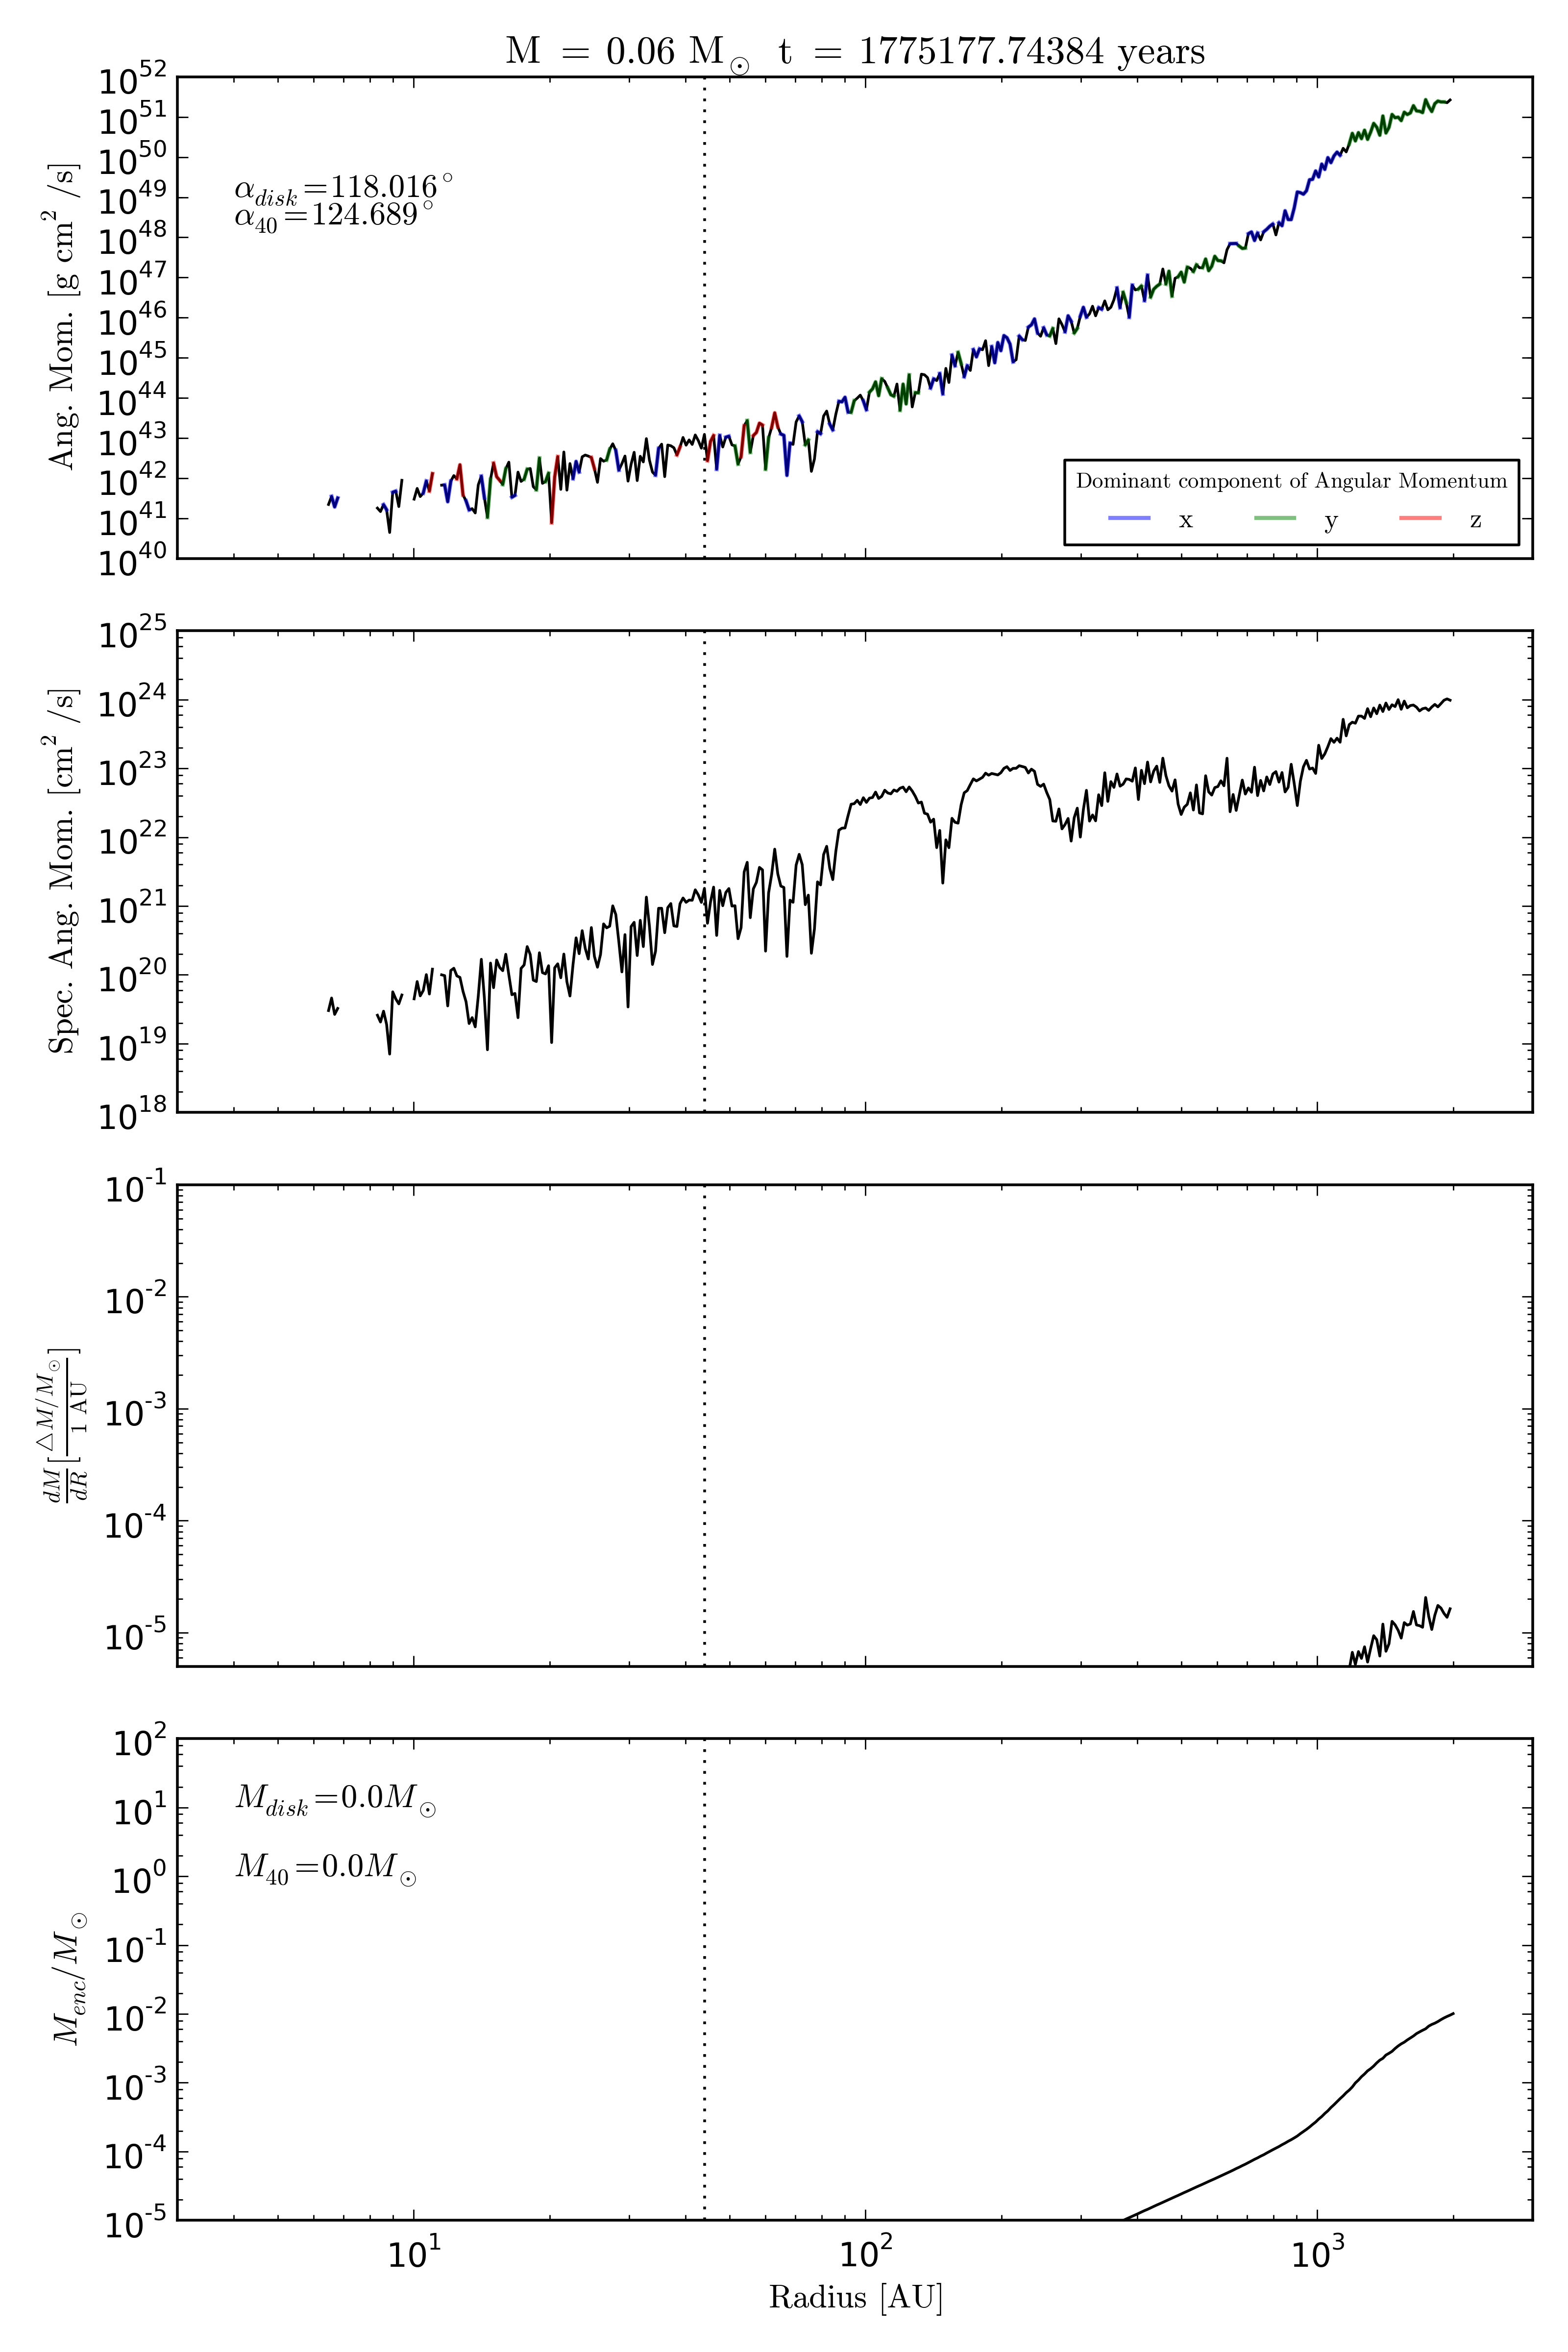 M = 0.06 M⊙ t = 1775177.74384 years
10^52
10^51
10^50
10^49
10^48
10^47
10^46
10^45
10^44
10^43
10^42
10^41
10^40
Ang. Mom. [g cm^2 /s]
α_disk=118.016°
α_40=124.689°
Dominant component of Angular Momentum
x y z
10^25
10^24
10^23
10^22
10^21
10^20
10^19
10^18
Spec. Ang. Mom. [cm^2 /s]
10^-1
10^-2
10^-3
10^-4
10^-5
dM/dR [△M/M⊙ / 1 AU]
10^2
10^1
10^0
10^-1
10^-2
10^-3
10^-4
10^-5
M_enc/M⊙
M_disk=0.0M⊙
M_40=0.0M⊙
10^1 10^2 10^3
Radius [AU]